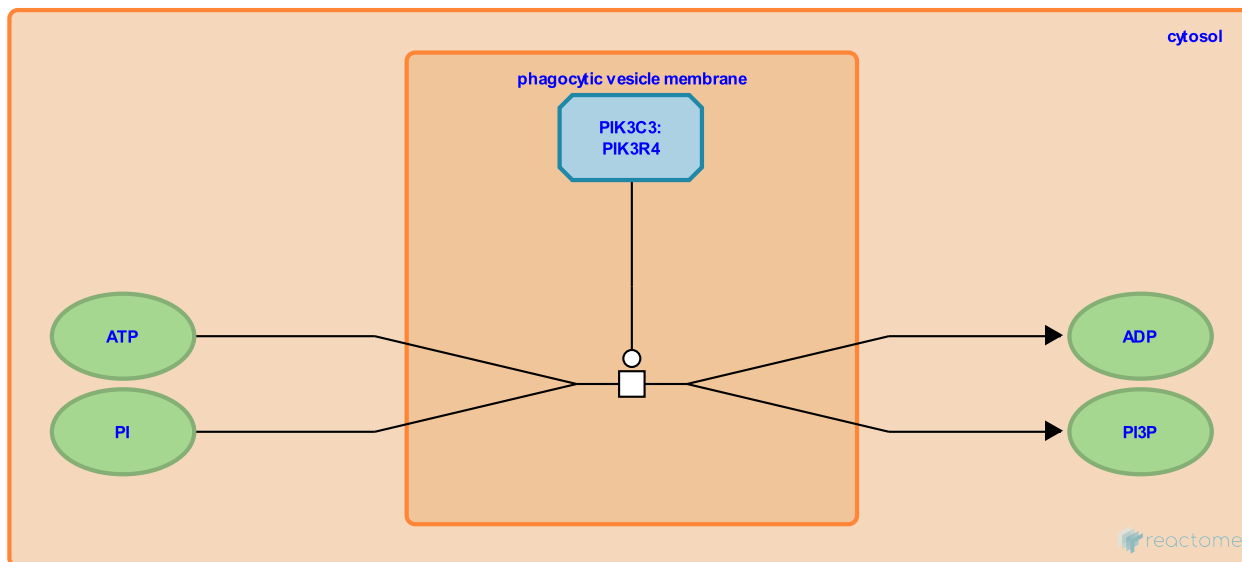 cytosol
phagocytic vesicle membrane
PIK3C3:
PIK3R4
ATP
ADP
PI
PI3P
reactome